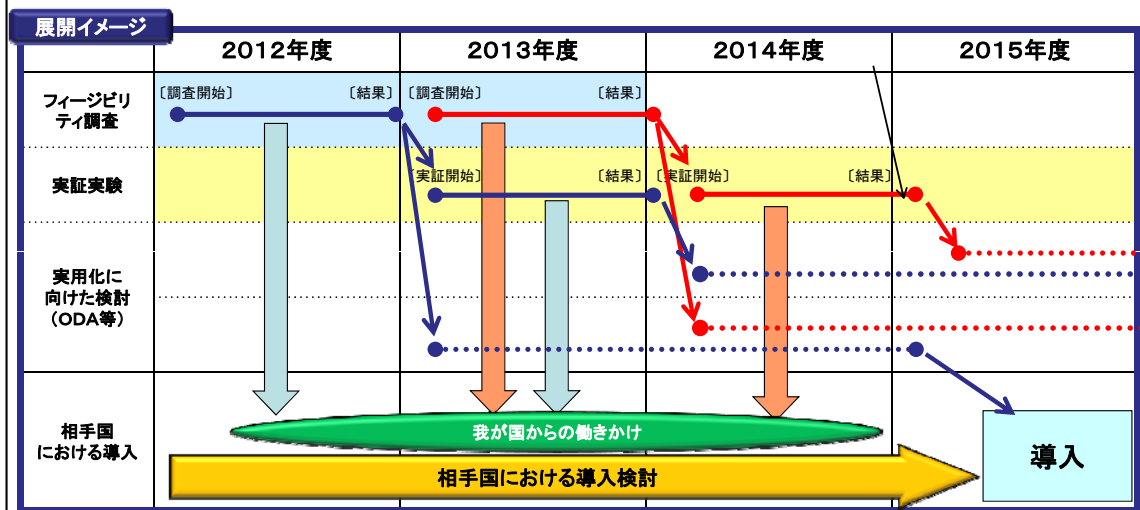 展開イメージ
2012年度
2013年度
2014年度
2015年度
フィージビリ
ティ調査
〔調査開始〕
〔結果〕
〔調査開始〕
〔結果〕
実証実験
〔実証開始〕
〔結果〕
〔実証開始〕
〔結果〕
実用化に
向けた検討
（ODA等）
相手国
における導入
我が国からの働きかけ
相手国における導入検討
導入